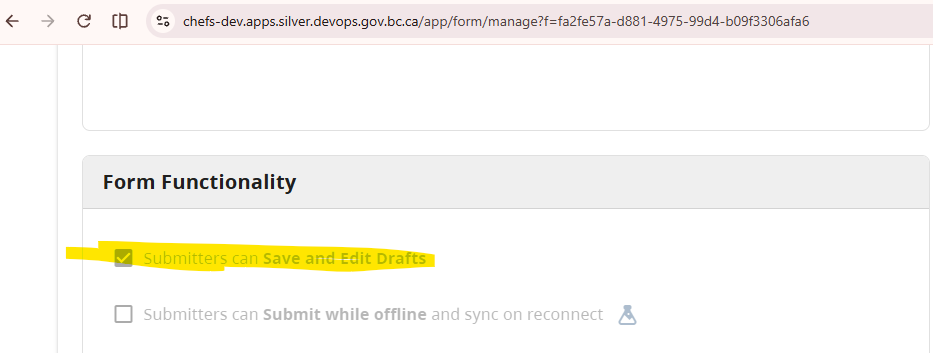 chefs-dev.apps.silver.devops.gov.bc.ca/app/form/manage?f=fa2fe57a-d881-4975-99d4-b09f3306afa6
Form Functionality
Submitters can Save and Edit Drafts
Submitters can Submit while offline and sync on reconnect